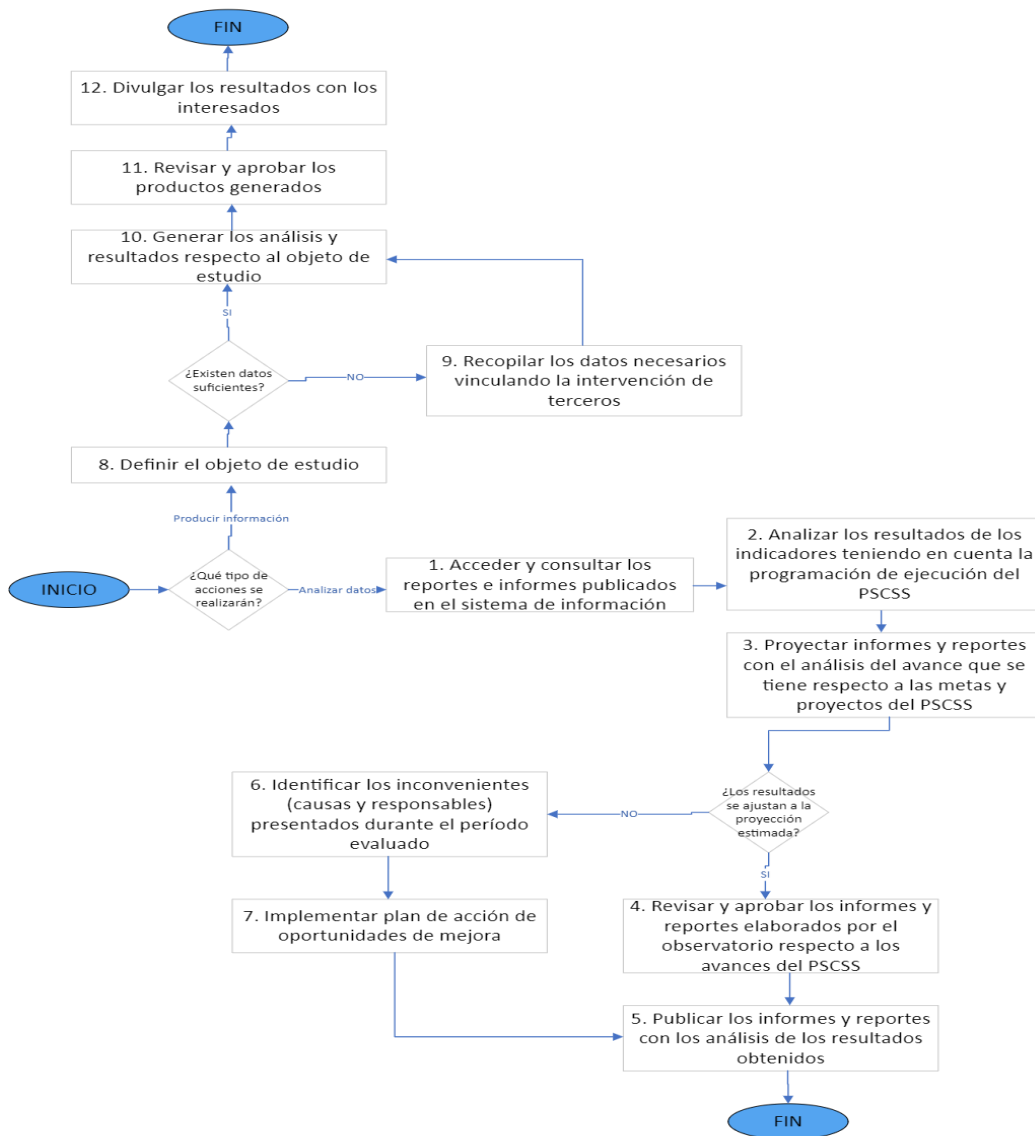 FIN
12. Divulgar los resultados con los
interesados
11. Revisar y aprobar los
productos generados
10. Generar los análisis y
resultados respecto al objeto de
estudio
SI
¿Existen datos
suficientes?
NO
9. Recopilar los datos necesarios
vinculando la intervención de
terceros
8. Definir el objeto de estudio
Producir información
INICIO
¿Qué tipo de
acciones se
realizarán?
Analizar datos
1. Acceder y consultar los
reportes e informes publicados
en el sistema de información
2. Analizar los resultados de los
indicadores teniendo en cuenta la
programación de ejecución del
PSCSS
3. Proyectar informes y reportes
con el análisis del avance que se
tiene respecto a las metas y
proyectos del PSCSS
¿Los resultados
se ajustan a la
proyección
estimada?
NO
6. Identificar los inconvenientes
(causas y responsables)
presentados durante el período
evaluado
SI
7. Implementar plan de acción de
oportunidades de mejora
4. Revisar y aprobar los informes y
reportes elaborados por el
observatorio respecto a los
avances del PSCSS
5. Publicar los informes y reportes
con los análisis de los resultados
obtenidos
FIN